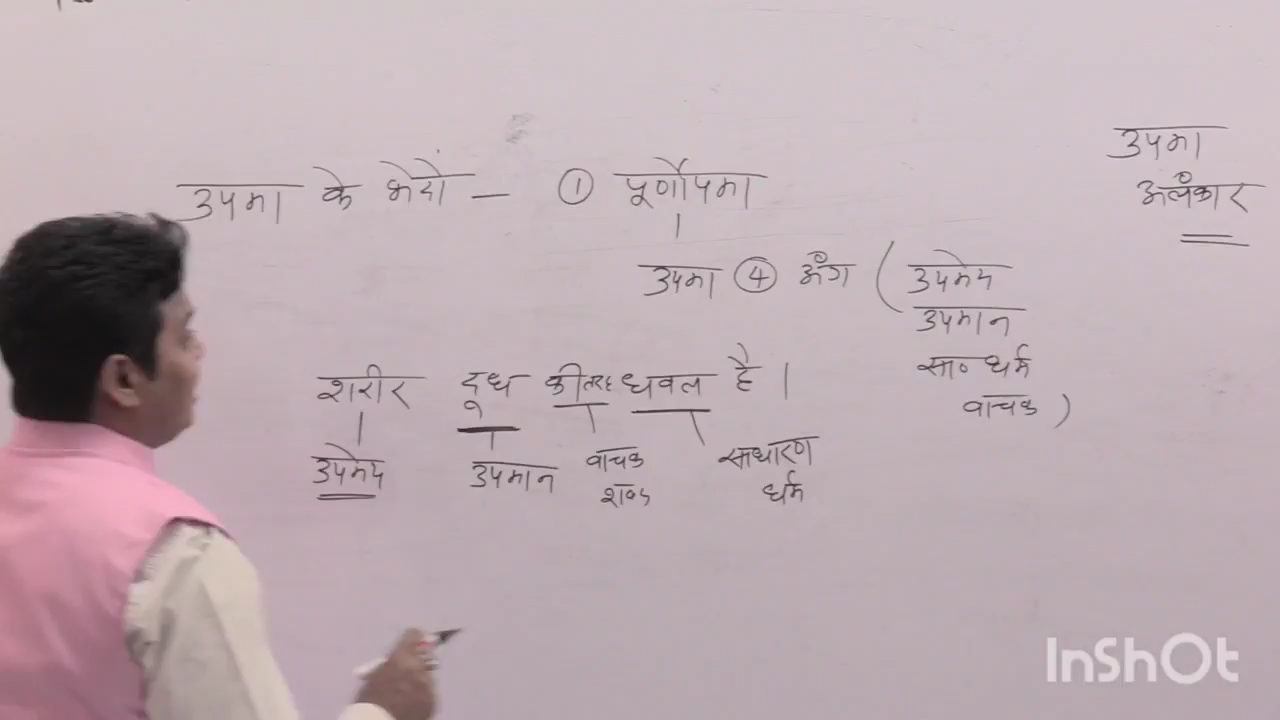 उपमा
अलंकार
उपमा के भेदों — ① पूर्णोपमा
उपमा ④ अंग ( उपमेय
उपमान
सा० धर्म
वाचक )
शरीर दूध की तरह धवल है |
उपमेय उपमान वाचक शब्द साधारण धर्म
InShOt